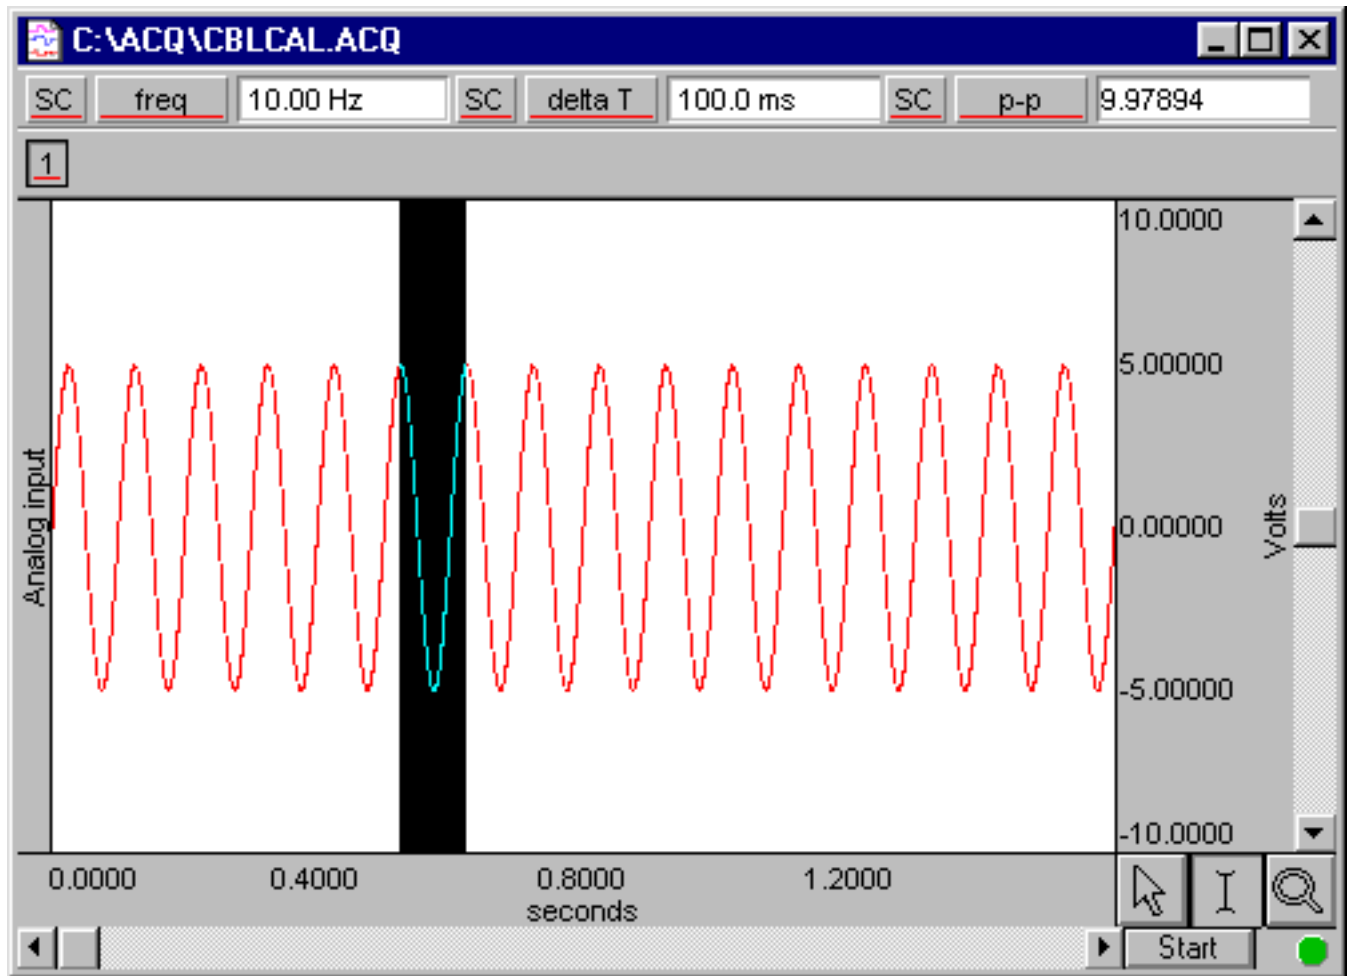 C:\ACQ\CBLCAL.ACQ
SC freq 10.00 Hz SC delta T 100.0 ms SC p-p 9.97894
1
10.0000
5.00000
Analog input
0.00000
Volts
-5.00000
-10.0000
0.0000 0.4000 0.8000 1.2000
seconds
Start